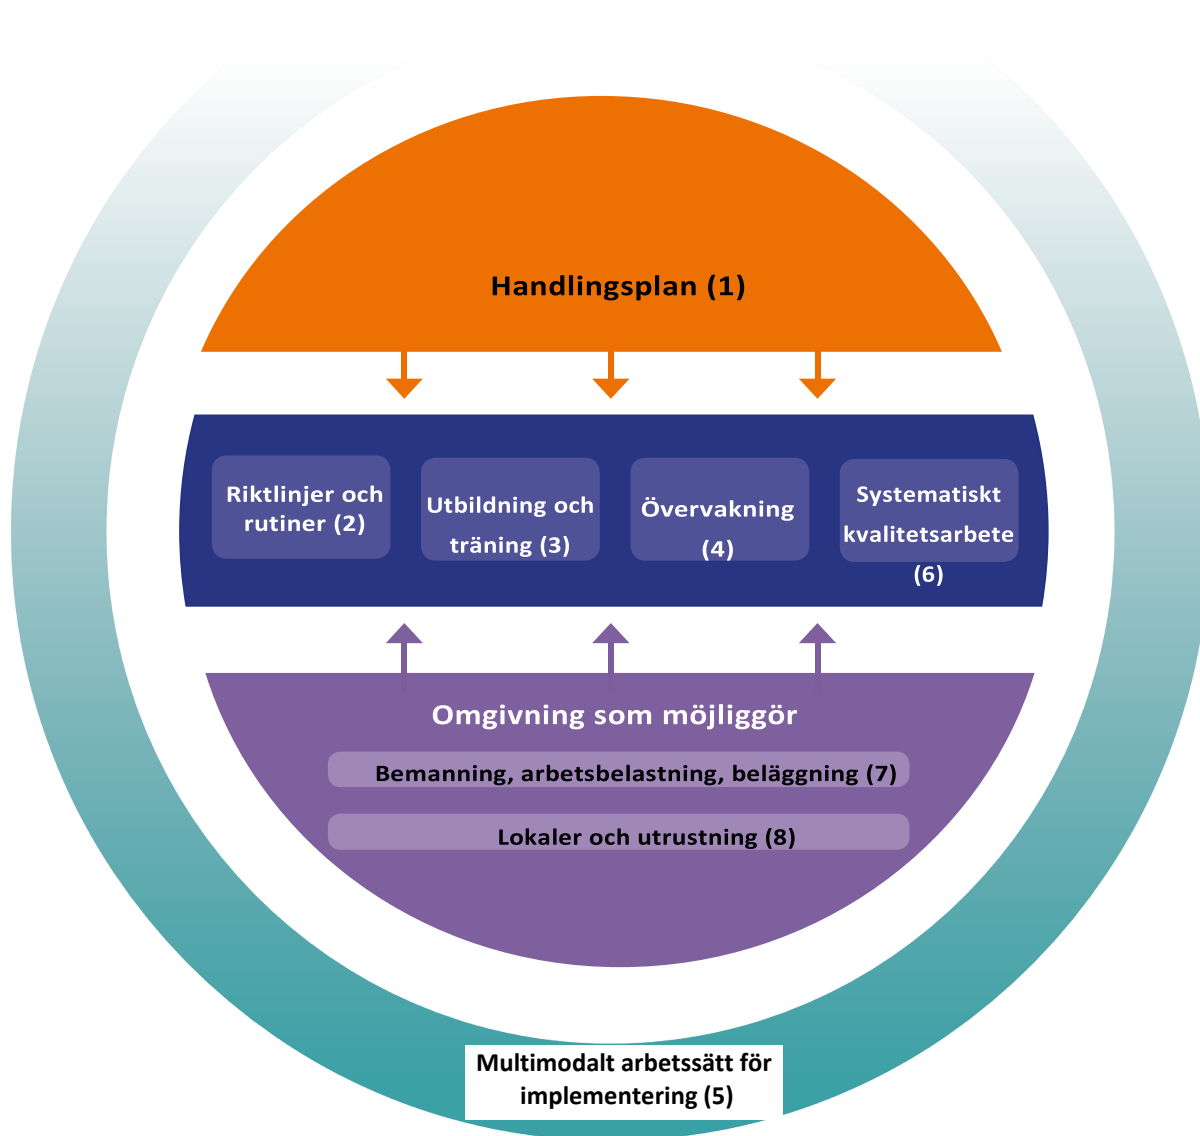 Handlingsplan (1)
Riktlinjer och
rutiner (2)
Utbildning och
träning (3)
Övervakning
(4)
Systematiskt
kvalitetsarbete
(6)
Omgivning som möjliggör
Bemanning, arbetsbelastning, beläggning (7)
Lokaler och utrustning (8)
Multimodalt arbetssätt för
implementering (5)